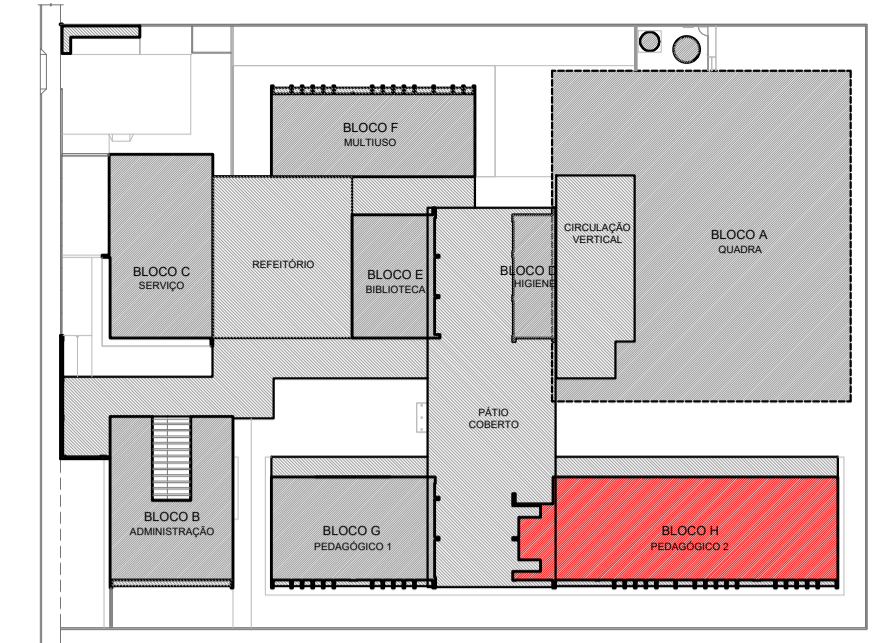 BLOCO F
MULTIUSO
CIRCULAÇÃO
VERTICAL
BLOCO A
QUADRA
BLOCO C
SERVIÇO
REFEITÓRIO
BLOCO E
BIBLIOTECA
BLOCO D
HIGIENE
PÁTIO
COBERTO
BLOCO B
ADMINISTRAÇÃO
BLOCO G
PEDAGÓGICO 1
BLOCO H
PEDAGÓGICO 2